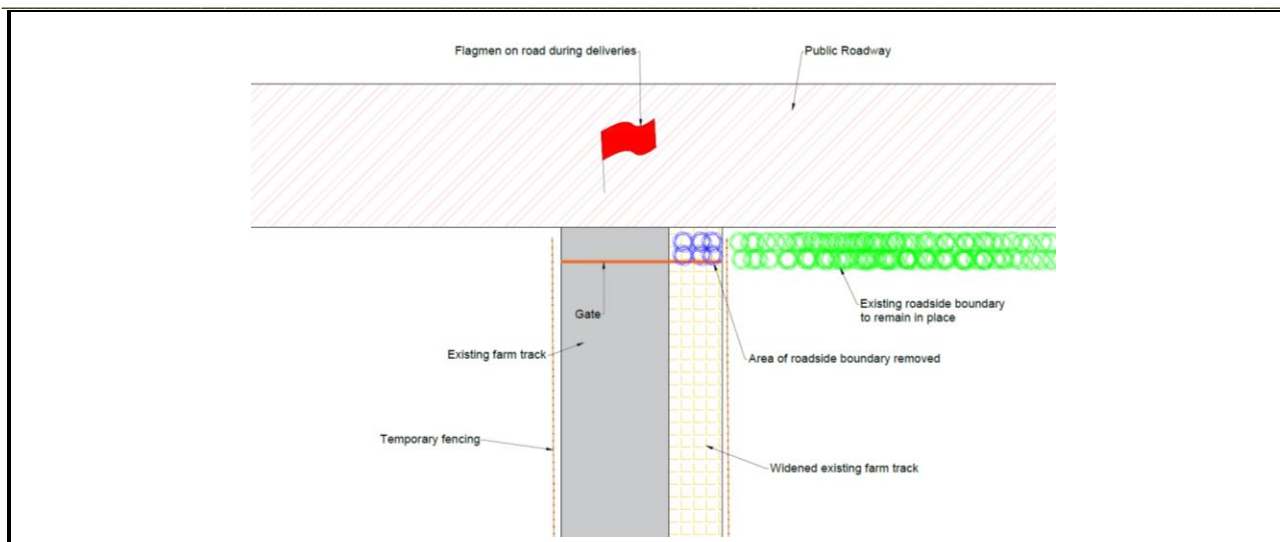 Flagmen on road during deliveries
Public Roadway
Existing roadside boundary
to remain in place
Gate
Existing farm track
Area of roadside boundary removed
Temporary fencing
Widened existing farm track